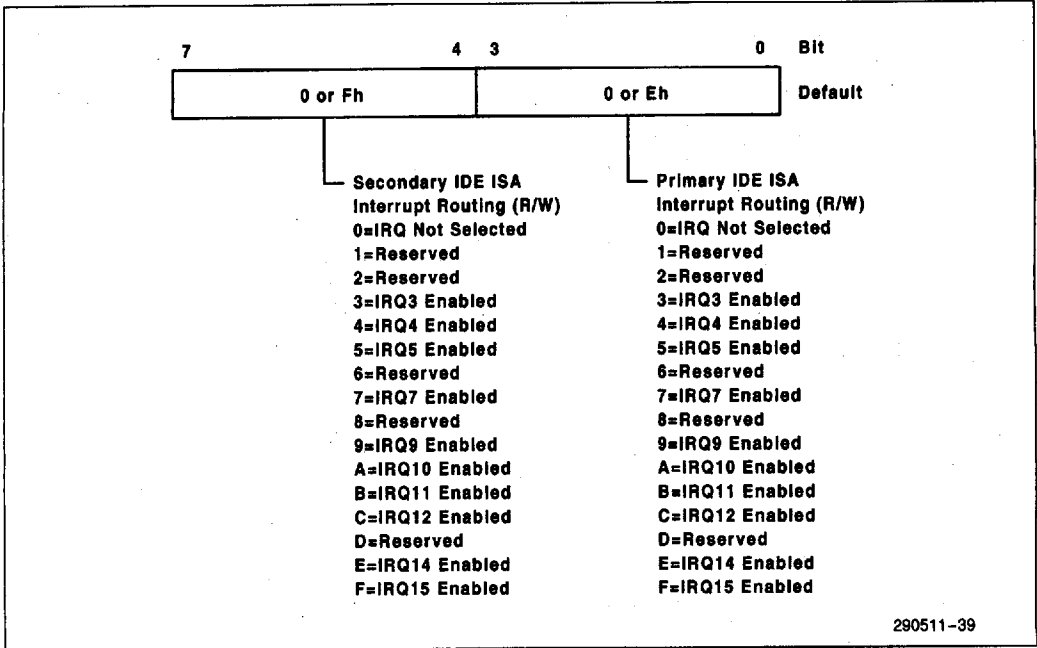 7 4 3 0 Bit
0 or Fh 0 or Eh Default
Secondary IDE ISA
Interrupt Routing (R/W)
0=IRQ Not Selected
1=Reserved
2=Reserved
3=IRQ3 Enabled
4=IRQ4 Enabled
5=IRQ5 Enabled
6=Reserved
7=IRQ7 Enabled
8=Reserved
9=IRQ9 Enabled
A=IRQ10 Enabled
B=IRQ11 Enabled
C=IRQ12 Enabled
D=Reserved
E=IRQ14 Enabled
F=IRQ15 Enabled
Primary IDE ISA
Interrupt Routing (R/W)
0=IRQ Not Selected
1=Reserved
2=Reserved
3=IRQ3 Enabled
4=IRQ4 Enabled
5=IRQ5 Enabled
6=Reserved
7=IRQ7 Enabled
8=Reserved
9=IRQ9 Enabled
A=IRQ10 Enabled
B=IRQ11 Enabled
C=IRQ12 Enabled
D=Reserved
E=IRQ14 Enabled
F=IRQ15 Enabled
290511-39